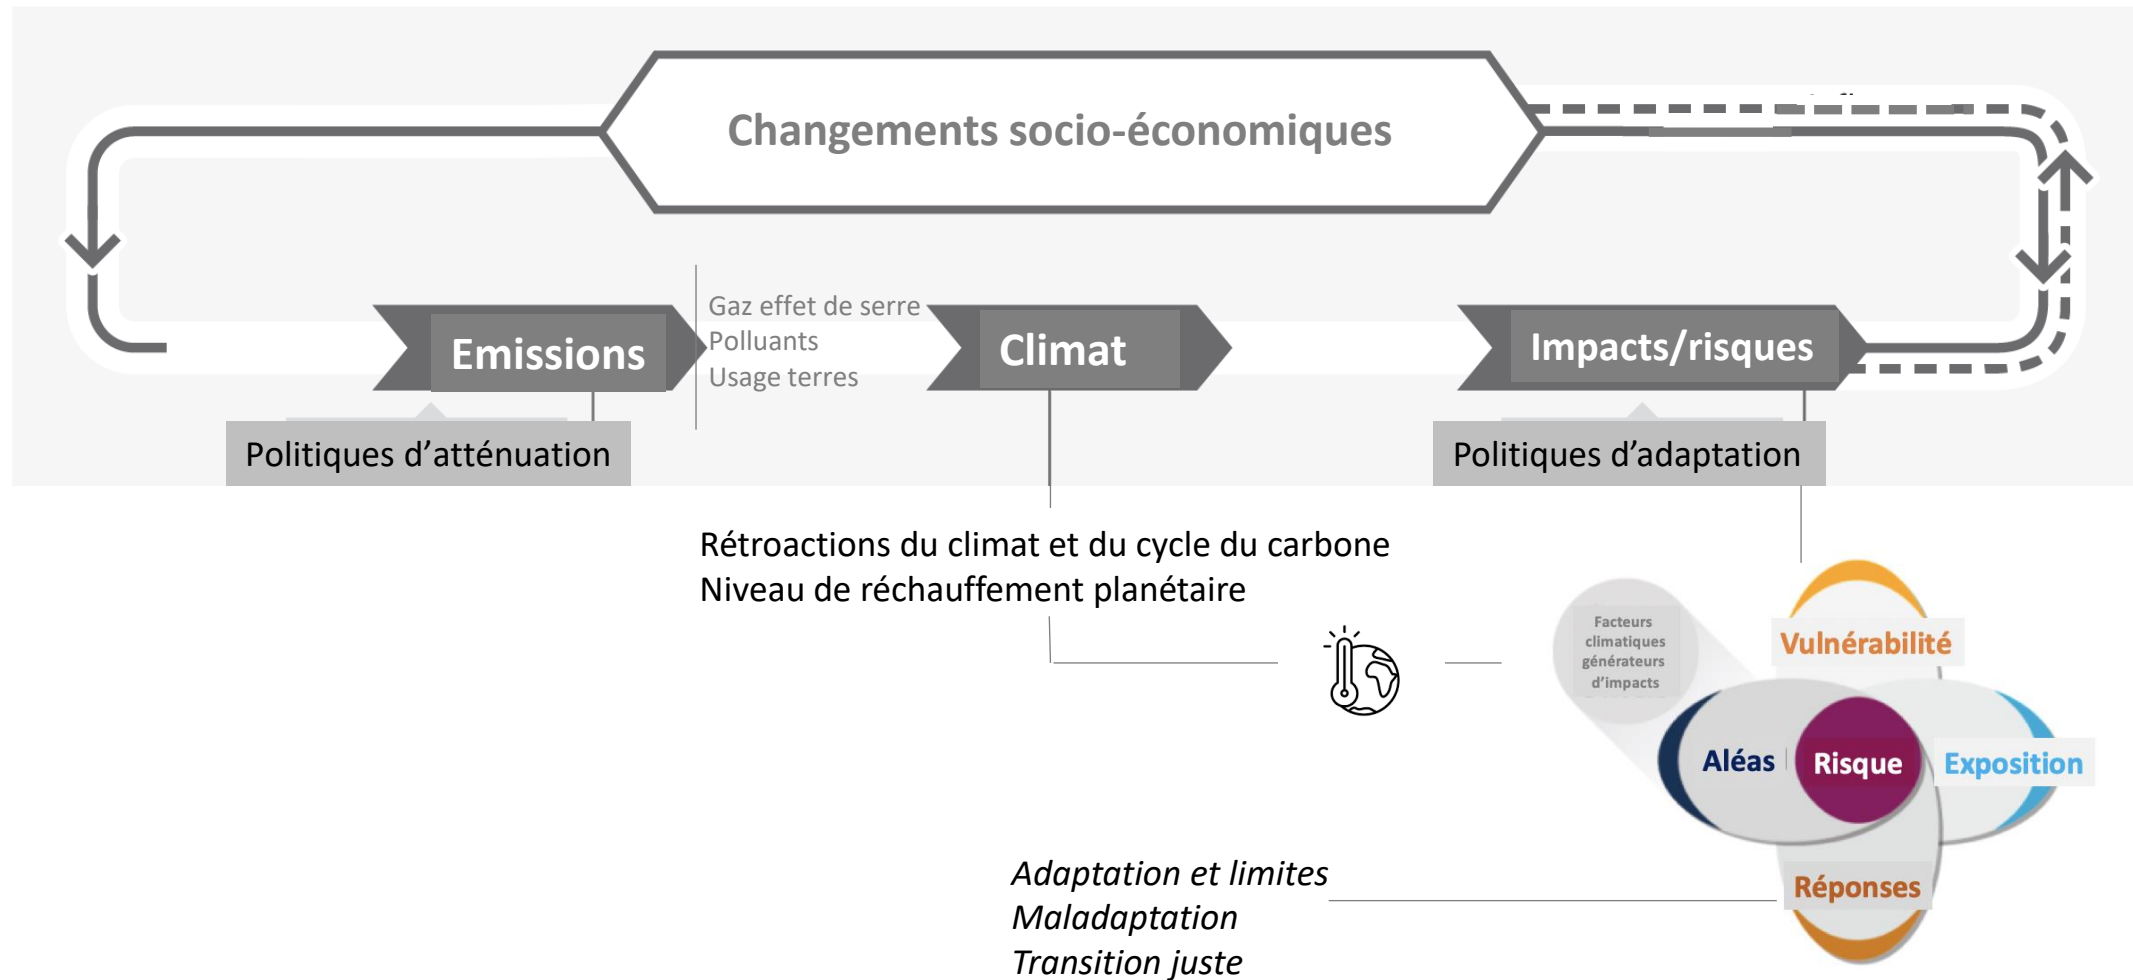 Changements socio-économiques
Gaz effet de serre
Polluants
Usage terres
Emissions
Climat
Impacts/risques
Politiques d’atténuation
Politiques d’adaptation
Rétroactions du climat et du cycle du carbone
Niveau de réchauffement planétaire
Facteurs
climatiques
générateurs
d’impacts
Vulnérabilité
Aléas
Risque
Exposition
Réponses
Adaptation et limites
Maladaptation
Transition juste